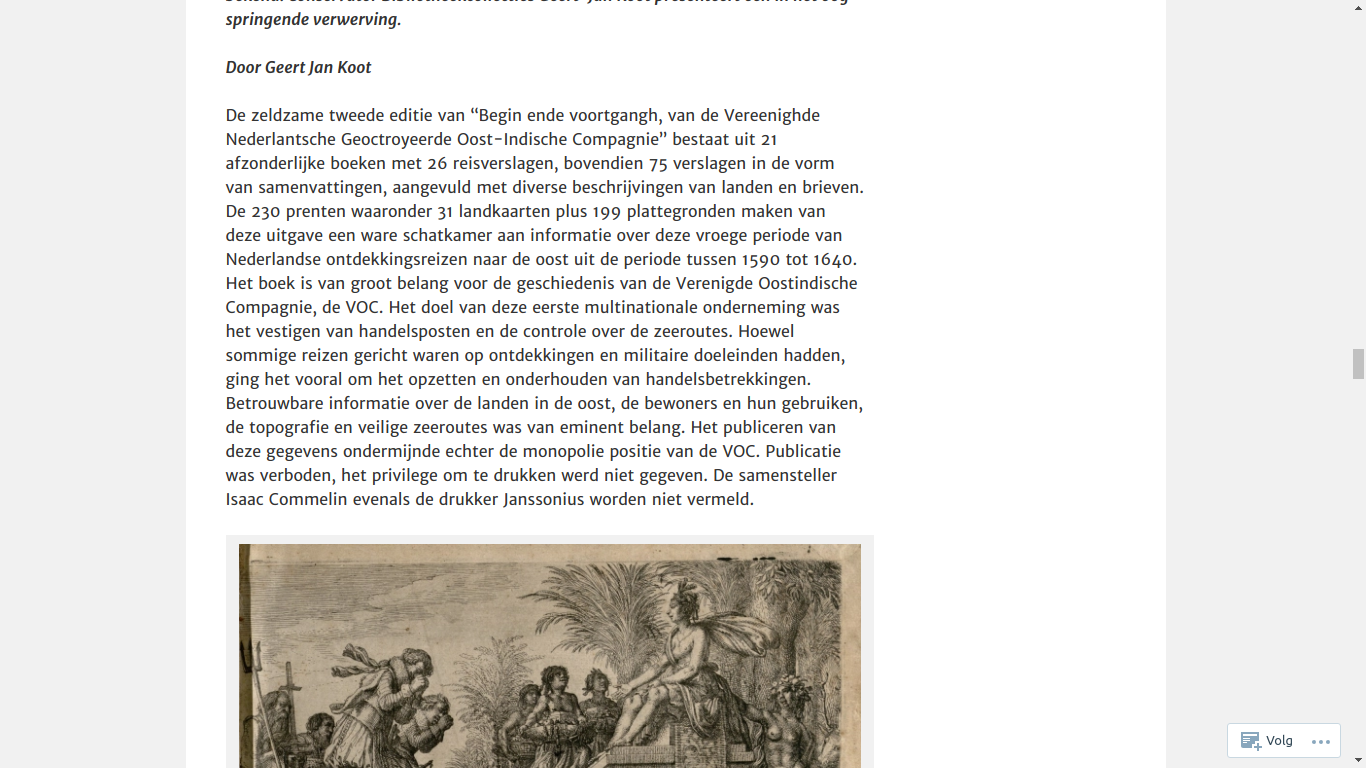 springende verwerving.
Door Geert Jan Koot
De zeldzame tweede editie van “Begin ende voortgangh, van de Vereenighde
Nederlantsche Geoctroyeerde Oost-Indische Compagnie” bestaat uit 21
afzonderlijke boeken met 26 reisverslagen, bovendien 75 verslagen in de vorm
van samenvattingen, aangevuld met diverse beschrijvingen van landen en brieven.
De 230 prenten waaronder 31 landkaarten plus 199 plattegronden maken van
deze uitgave een ware schatkamer aan informatie over deze vroege periode van
Nederlandse ontdekkingsreizen naar de oost uit de periode tussen 1590 tot 1640.
Het boek is van groot belang voor de geschiedenis van de Verenigde Oostindische
Compagnie, de VOC. Het doel van deze eerste multinationale onderneming was
het vestigen van handelsposten en de controle over de zeeroutes. Hoewel
sommige reizen gericht waren op ontdekkingen en militaire doeleinden hadden,
ging het vooral om het opzetten en onderhouden van handelsbetrekkingen.
Betrouwbare informatie over de landen in de oost, de bewoners en hun gebruiken,
de topografie en veilige zeeroutes was van eminent belang. Het publiceren van
deze gegevens ondermijnde echter de monopolie positie van de VOC. Publicatie
was verboden, het privilege om te drukken werd niet gegeven. De samensteller
Isaac Commelin evenals de drukker Janssonius worden niet vermeld.
Volg